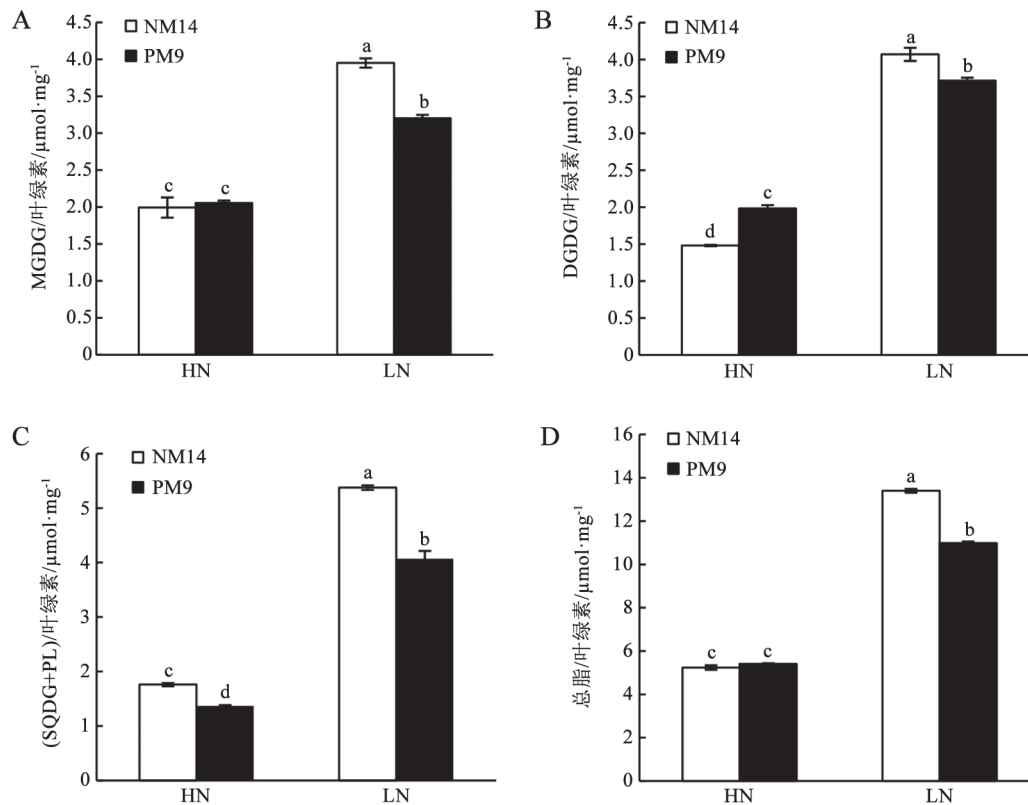 A
NM14
PM9
MGDG/叶绿素/μmol·mg⁻¹
4.5
4.0
3.5
3.0
2.5
2.0
1.5
1.0
0.5
0
c
c
a
b
HN
LN
B
NM14
PM9
DGDG/叶绿素/μmol·mg⁻¹
4.5
4.0
3.5
3.0
2.5
2.0
1.5
1.0
0.5
0
d
c
a
b
HN
LN
C
NM14
PM9
(SQDG+PL)/叶绿素/μmol·mg⁻¹
6
5
4
3
2
1
0
c
d
a
b
HN
LN
D
NM14
PM9
总脂/叶绿素/μmol·mg⁻¹
16
14
12
10
8
6
4
2
0
c
c
a
b
HN
LN